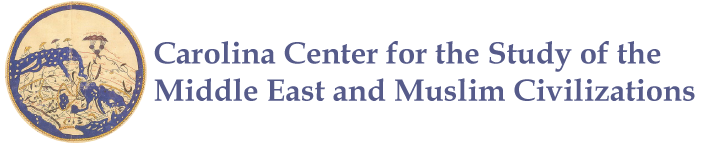 Carolina Center for the Study of the
Middle East and Muslim Civilizations